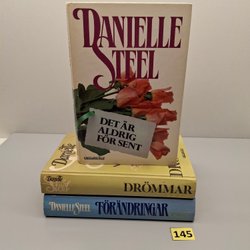 DANIELLE
STEEL
DET ÄR
ALDRIG
FÖR SENT
Danielle
Steel
DRÖMMAR
DANIELLE STEEL
FÖRÄNDRINGAR
145